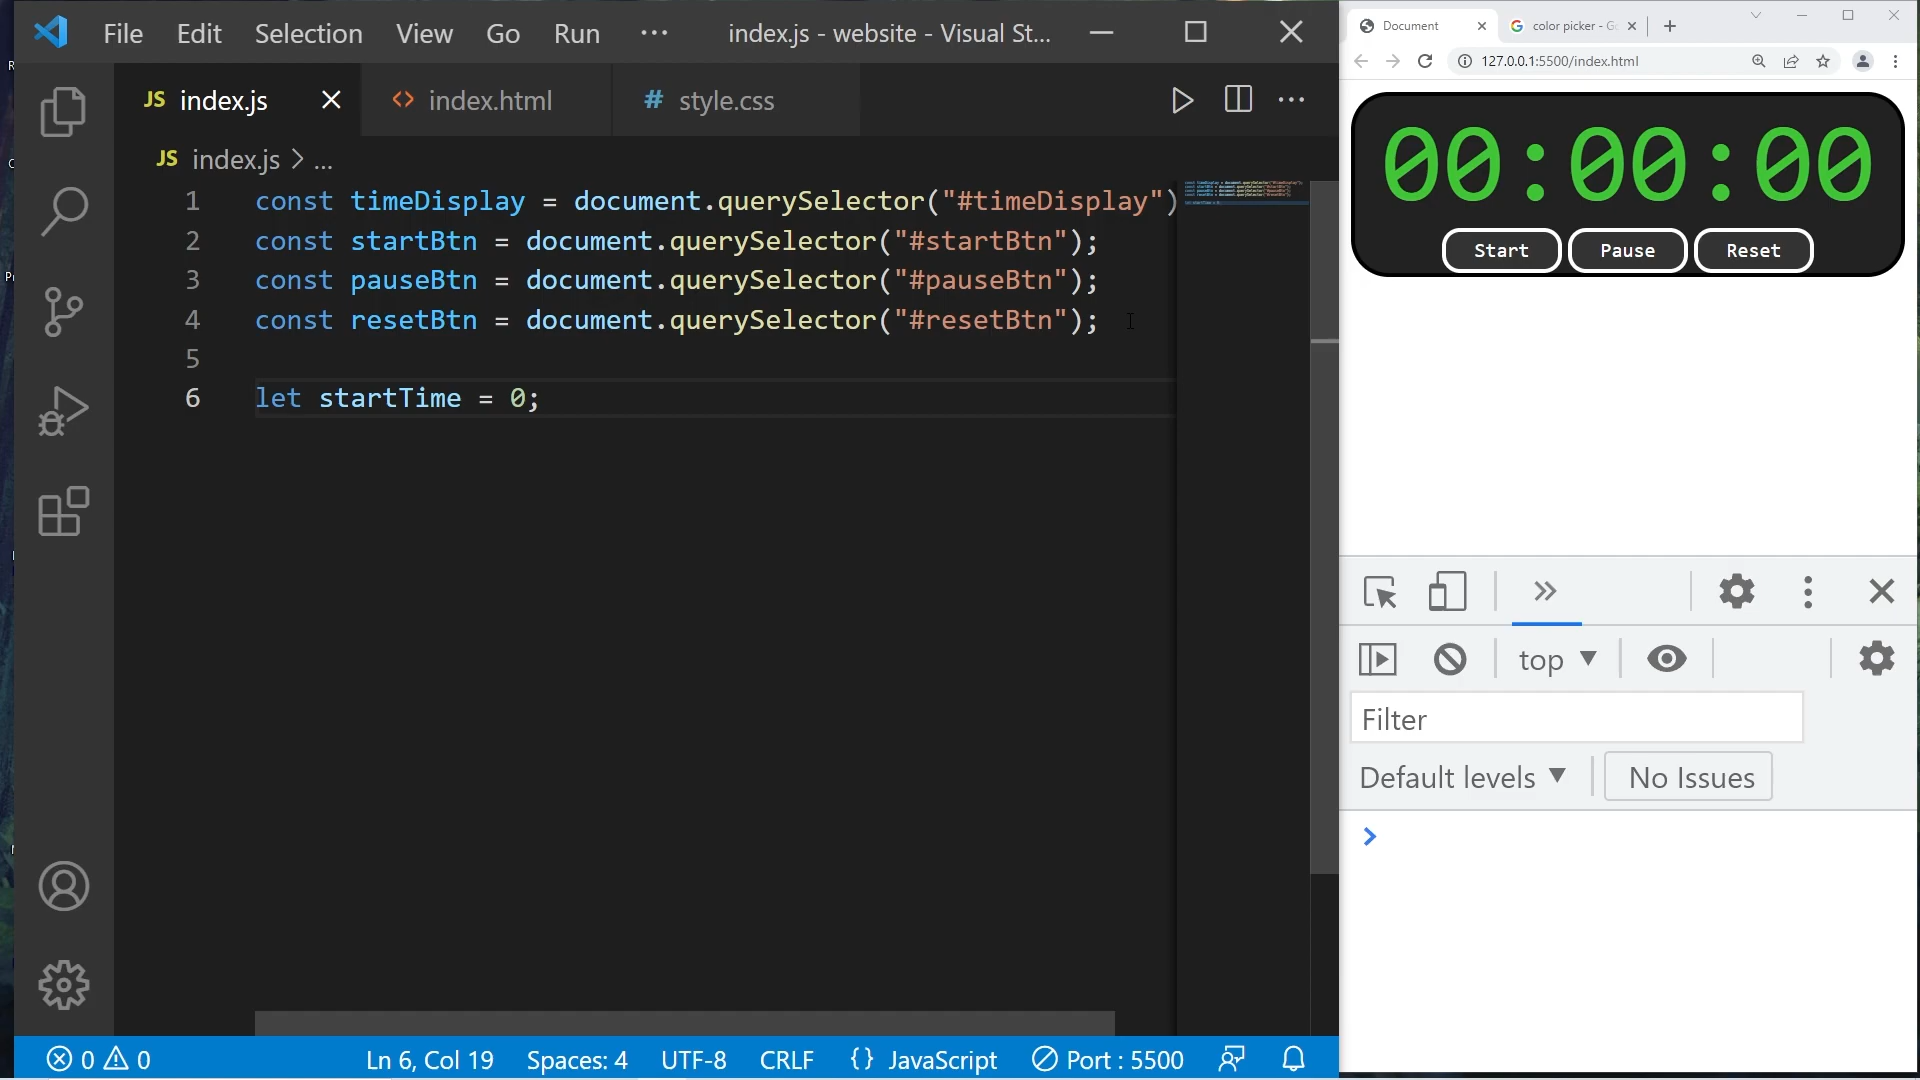 File Edit Selection View Go Run ··· index.js - website - Visual St...
JS index.js <> index.html # style.css
JS index.js > ...
1 const timeDisplay = document.querySelector("#timeDisplay")
2 const startBtn = document.querySelector("#startBtn");
3 const pauseBtn = document.querySelector("#pauseBtn");
4 const resetBtn = document.querySelector("#resetBtn");
5
6 let startTime = 0;
0 0 Ln 6, Col 19 Spaces: 4 UTF-8 CRLF {} JavaScript Port : 5500
Document color picker - G
127.0.0.1:5500/index.html
00:00:00
Start Pause Reset
top
Filter
Default levels No Issues